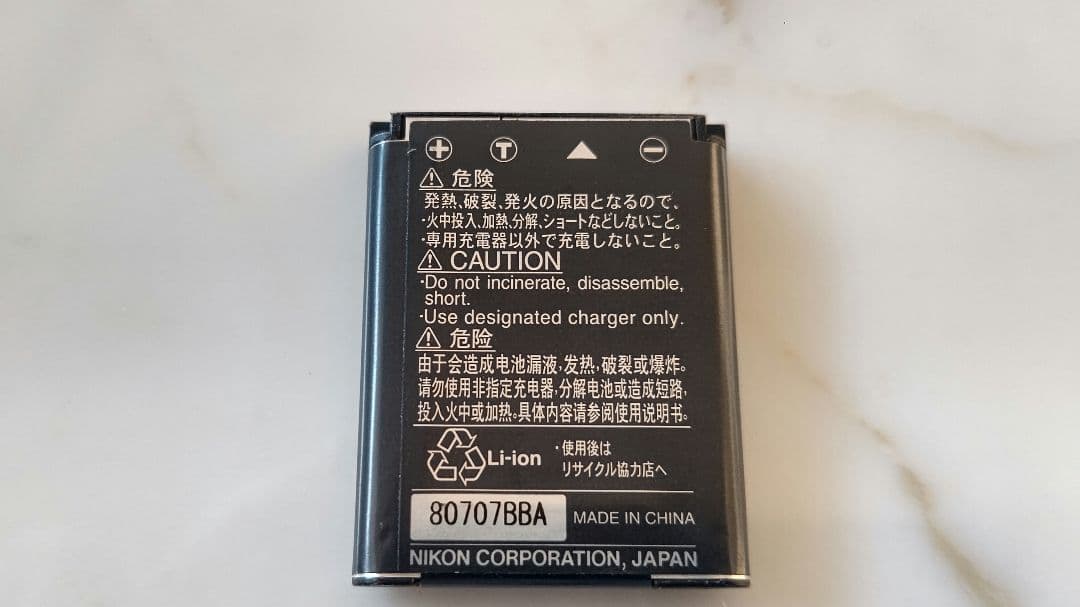 + T ▲ −
⚠ 危険
発熱、破裂、発火の原因となるので、
・火中投入、加熱、分解、ショートなどしないこと。
・専用充電器以外で充電しないこと。
⚠ CAUTION
·Do not incinerate, disassemble,
short.
·Use designated charger only.
⚠ 危险
由于会造成电池漏液,发热,破裂或爆炸。
请勿使用非指定充电器,分解电池或造成短路,
投入火中或加热。具体内容请参阅使用说明书。
Li-ion
・使用後は
リサイクル協力店へ
80707BBA MADE IN CHINA
NIKON CORPORATION, JAPAN